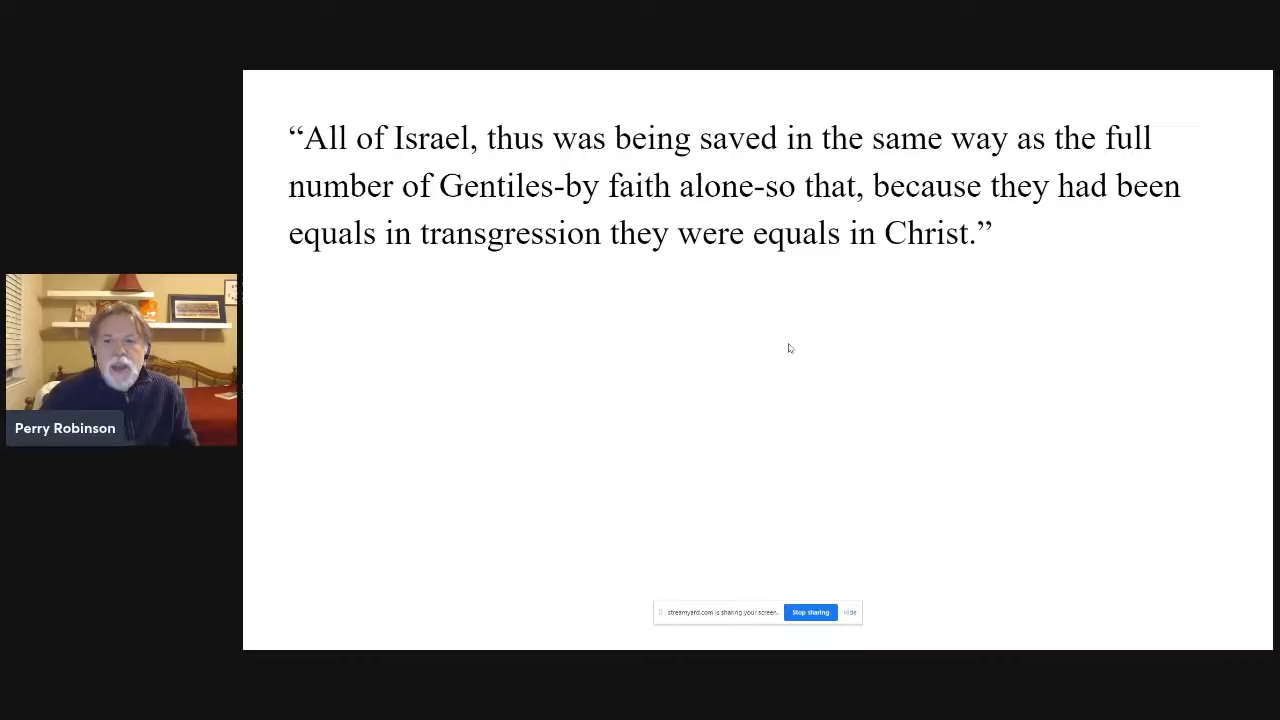 “All of Israel, thus was being saved in the same way as the full
number of Gentiles-by faith alone-so that, because they had been
equals in transgression they were equals in Christ.”
Perry Robinson
streamyard.com is sharing your screen.
Stop sharing
Hide